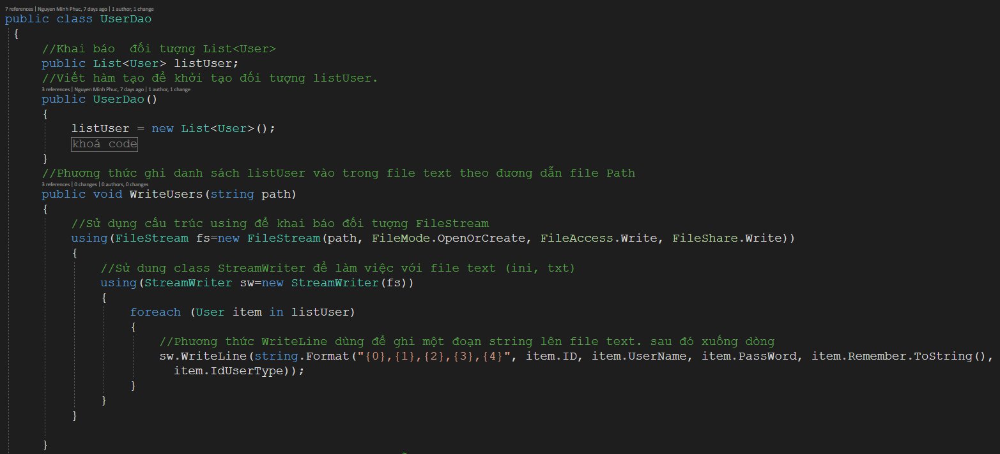 7 references | Nguyen Minh Phuc, 7 days ago | 1 author, 1 change
public class UserDao
{
//Khai báo  đối tượng List<User>
public List<User> listUser;
//Viết hàm tạo để khởi tạo đối tượng listUser.
3 references | Nguyen Minh Phuc, 7 days ago | 1 author, 1 change
public UserDao()
{
listUser = new List<User>();
khoá code
}
//Phương thức ghi danh sách listUser vào trong file text theo đương dẫn file Path
3 references | 0 changes | 0 authors, 0 changes
public void WriteUsers(string path)
{
//Sử dụng cấu trúc using để khai báo đối tượng FileStream
using(FileStream fs=new FileStream(path, FileMode.OpenOrCreate, FileAccess.Write, FileShare.Write))
{
//Sử dung class StreamWriter để làm việc với file text (ini, txt)
using(StreamWriter sw=new StreamWriter(fs))
{
foreach (User item in listUser)
{
//Phương thức WriteLine dùng để ghi một đoạn string lên file text. sau đó xuống dòng
sw.WriteLine(string.Format("{0},{1},{2},{3},{4}", item.ID, item.UserName, item.PassWord, item.Remember.ToString(),
item.IdUserType));
}
}
}
}